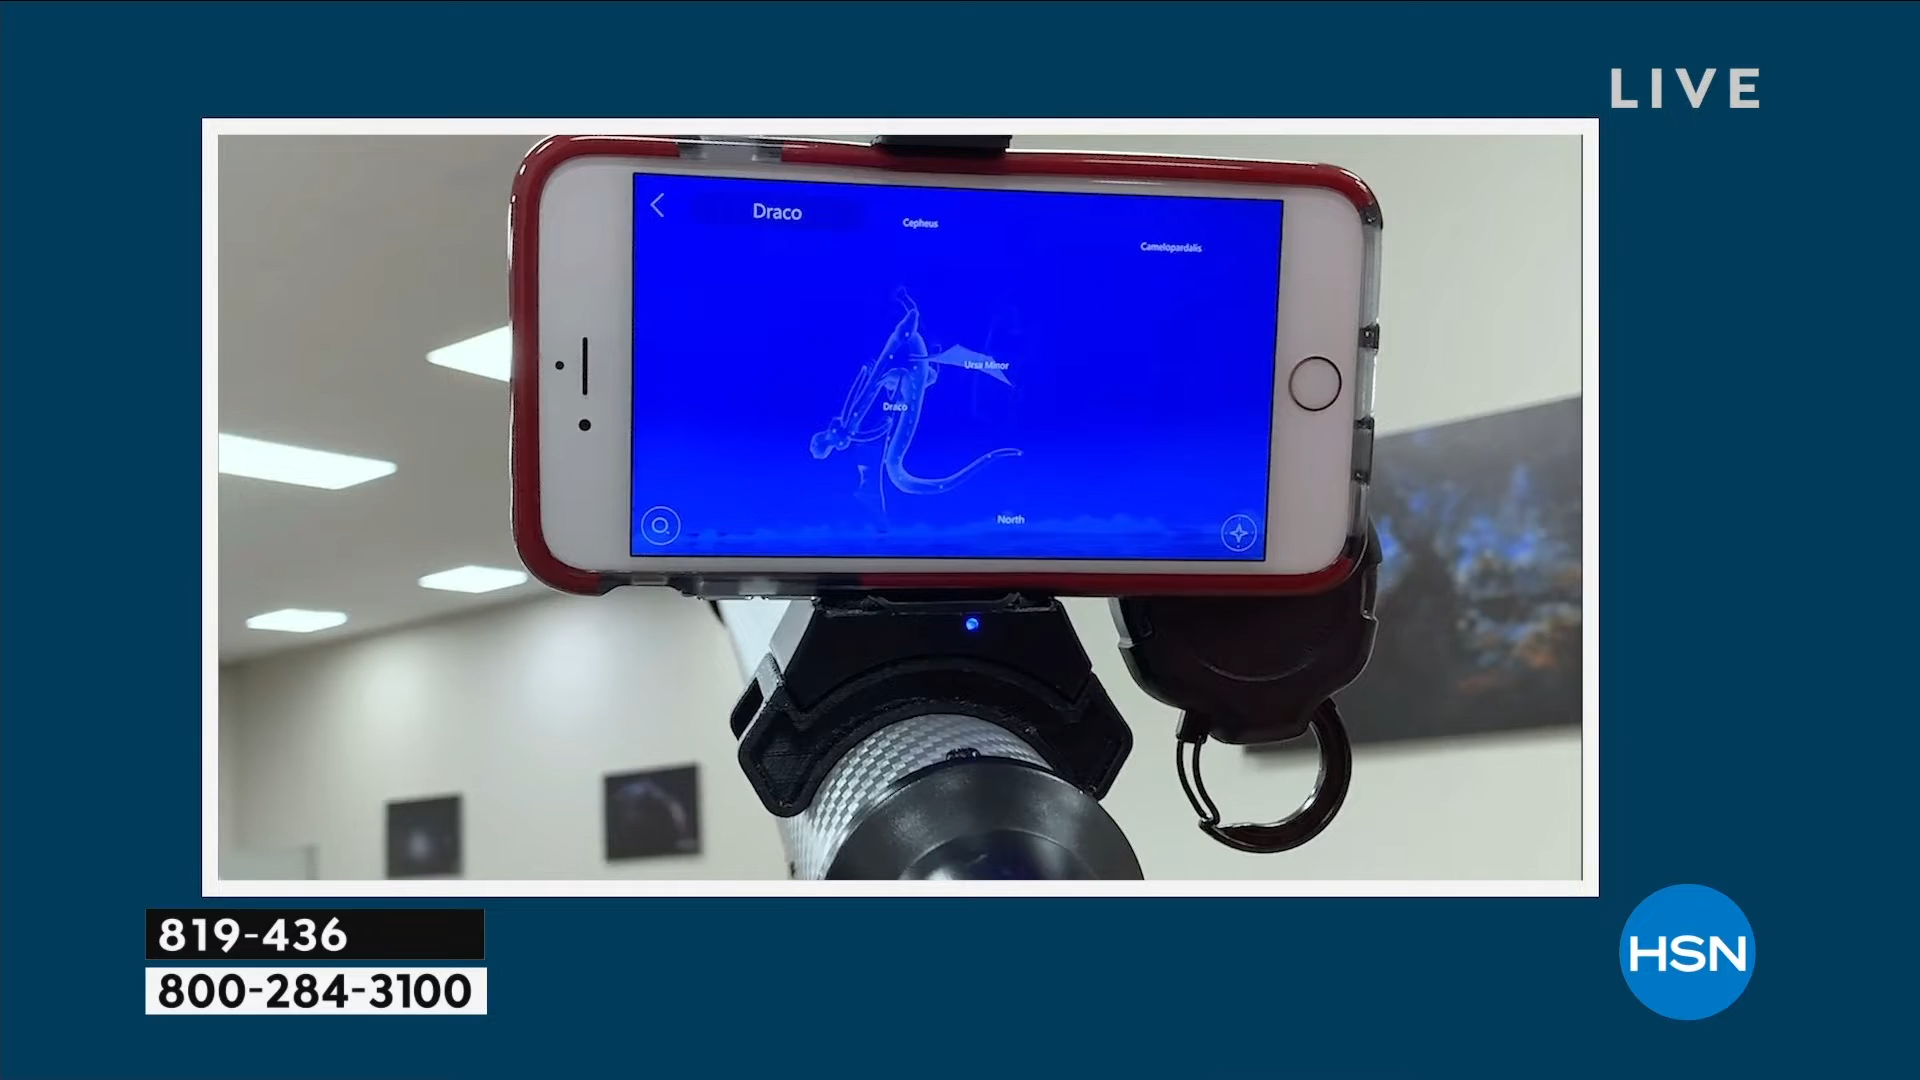 LIVE
Draco
Cepheus
Camelopardalis
Ursa Minor
Draco
North
819-436
800-284-3100
HSN